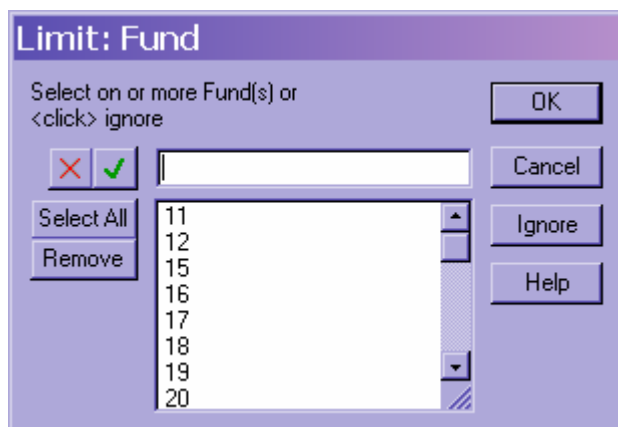 Limit: Fund
Select on or more Fund(s) or
<click> ignore
OK
Cancel
Select All
Remove
Ignore
Help
11
12
15
16
17
18
19
20